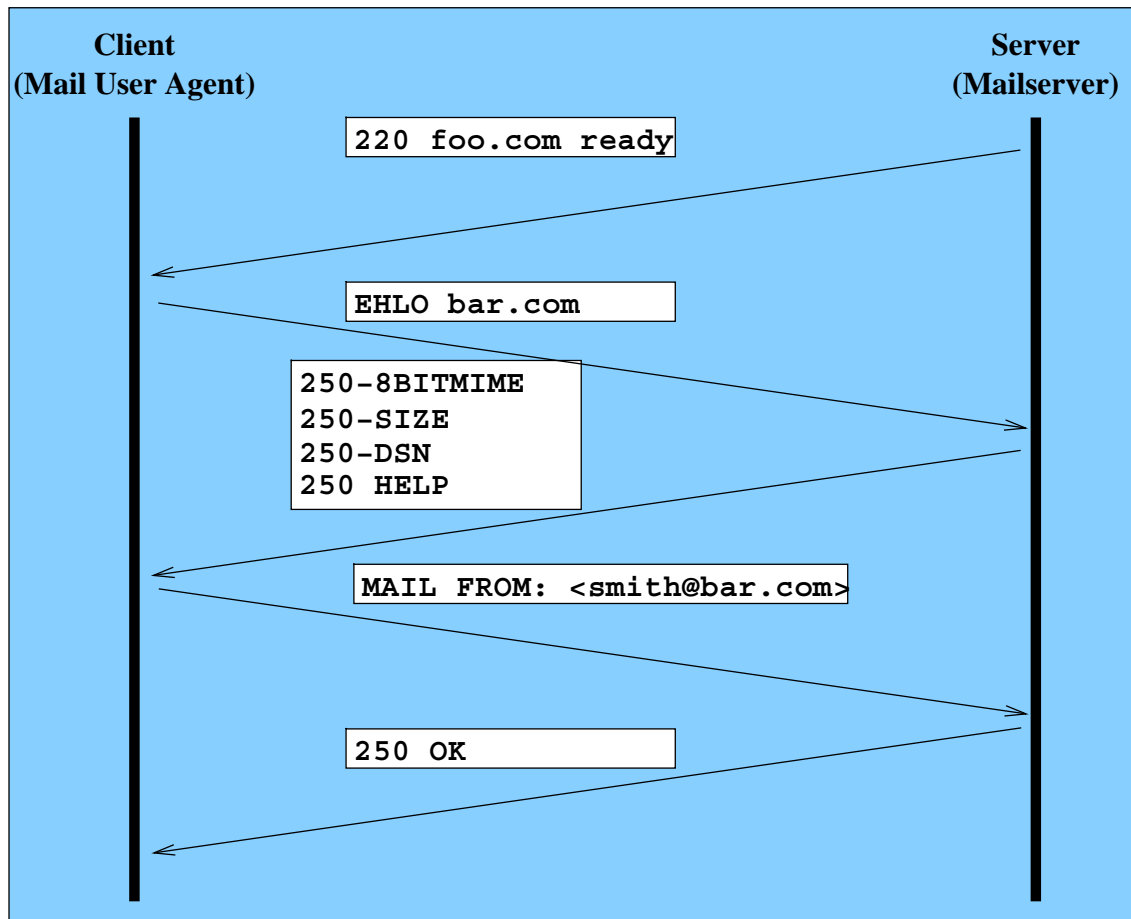 Client
(Mail User Agent)
Server
(Mailserver)
220 foo.com ready
EHLO bar.com
250-8BITMIME
250-SIZE
250-DSN
250 HELP
MAIL FROM: <smith@bar.com>
250 OK